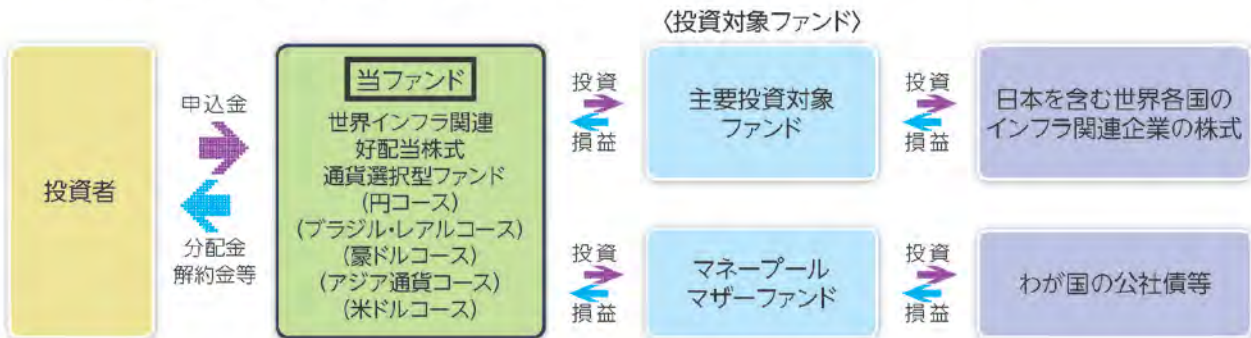 〈投資対象ファンド〉
投資者
申込金
分配金
解約金等
当ファンド
世界インフラ関連
好配当株式
通貨選択型ファンド
(円コース)
(ブラジル・レアルコース)
(豪ドルコース)
(アジア通貨コース)
(米ドルコース)
投資
損益
主要投資対象
ファンド
投資
損益
日本を含む世界各国の
インフラ関連企業の株式
投資
損益
マネープール
マザーファンド
投資
損益
わが国の公社債等